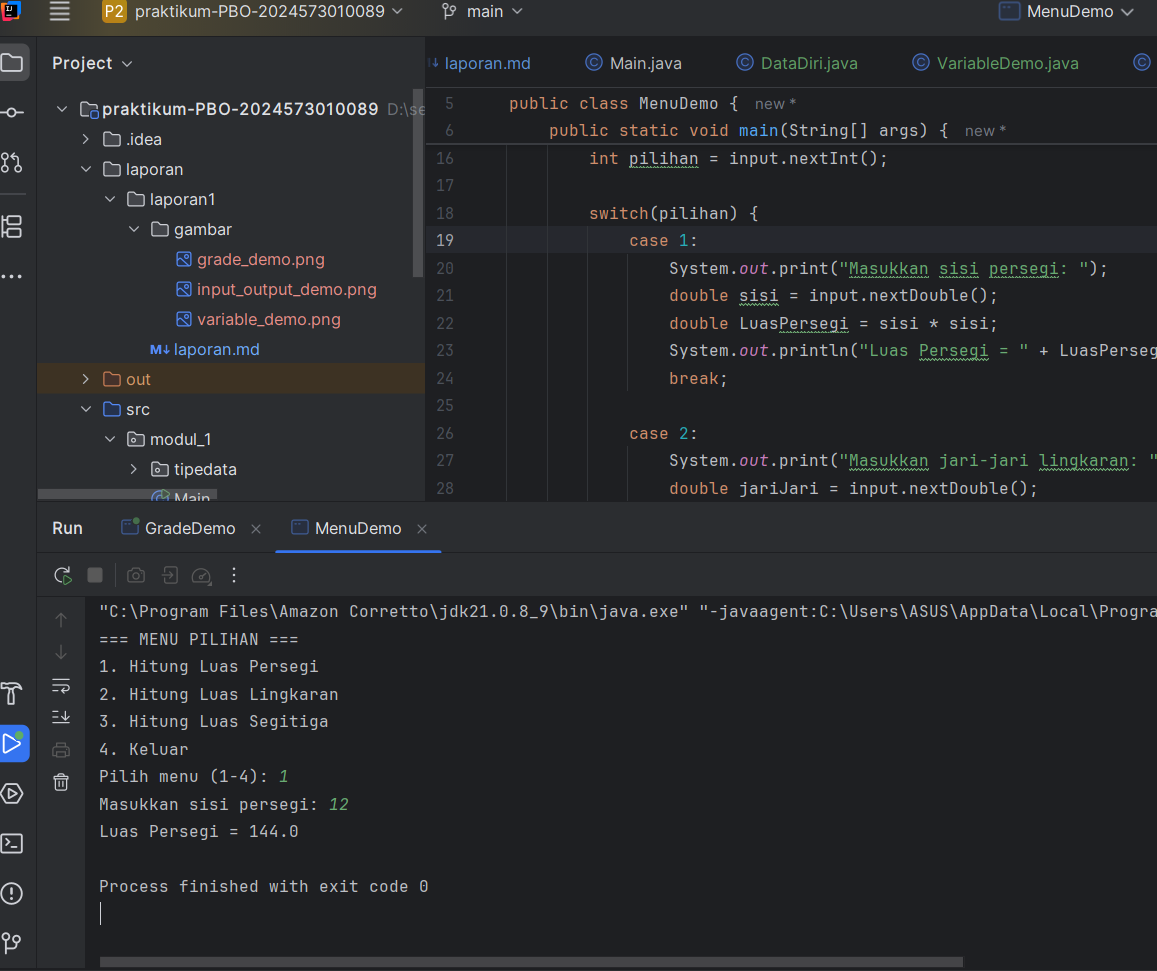 P2 praktikum-PBO-2024573010089 main MenuDemo
Project
laporan.md Main.java DataDiri.java VariableDemo.java
praktikum-PBO-2024573010089 D:\se
.idea
laporan
laporan1
gambar
grade_demo.png
input_output_demo.png
variable_demo.png
M↓ laporan.md
out
src
modul_1
tipedata
Main
5 public class MenuDemo { new *
6 public static void main(String[] args) { new *
16 int pilihan = input.nextInt();
17
18 switch(pilihan) {
19 case 1:
20 System.out.print("Masukkan sisi persegi: ");
21 double sisi = input.nextDouble();
22 double LuasPersegi = sisi * sisi;
23 System.out.println("Luas Persegi = " + LuasPerseg
24 break;
25
26 case 2:
27 System.out.print("Masukkan jari-jari lingkaran: "
28 double jariJari = input.nextDouble();
Run GradeDemo MenuDemo
"C:\Program Files\Amazon Corretto\jdk21.0.8_9\bin\java.exe" "-javaagent:C:\Users\ASUS\AppData\Local\Progra
=== MENU PILIHAN ===
1. Hitung Luas Persegi
2. Hitung Luas Lingkaran
3. Hitung Luas Segitiga
4. Keluar
Pilih menu (1-4): 1
Masukkan sisi persegi: 12
Luas Persegi = 144.0
Process finished with exit code 0